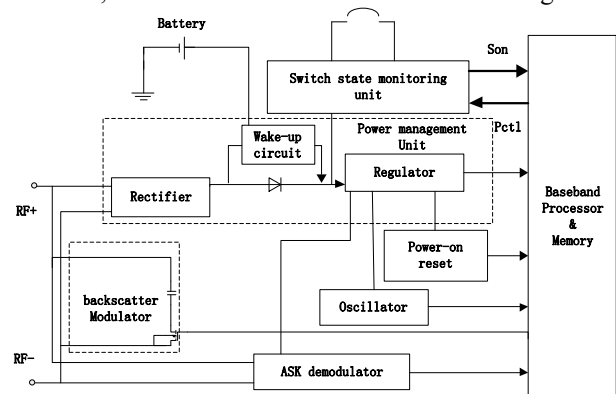 Battery
Son
Switch state monitoring
unit
Pctl
Power management
Unit
Wake-up
circuit
Regulator
Rectifier
RF+
Baseband
Processor
&
Memory
Power-on
reset
backscatter
Modulator
Oscillator
RF-
ASK demodulator